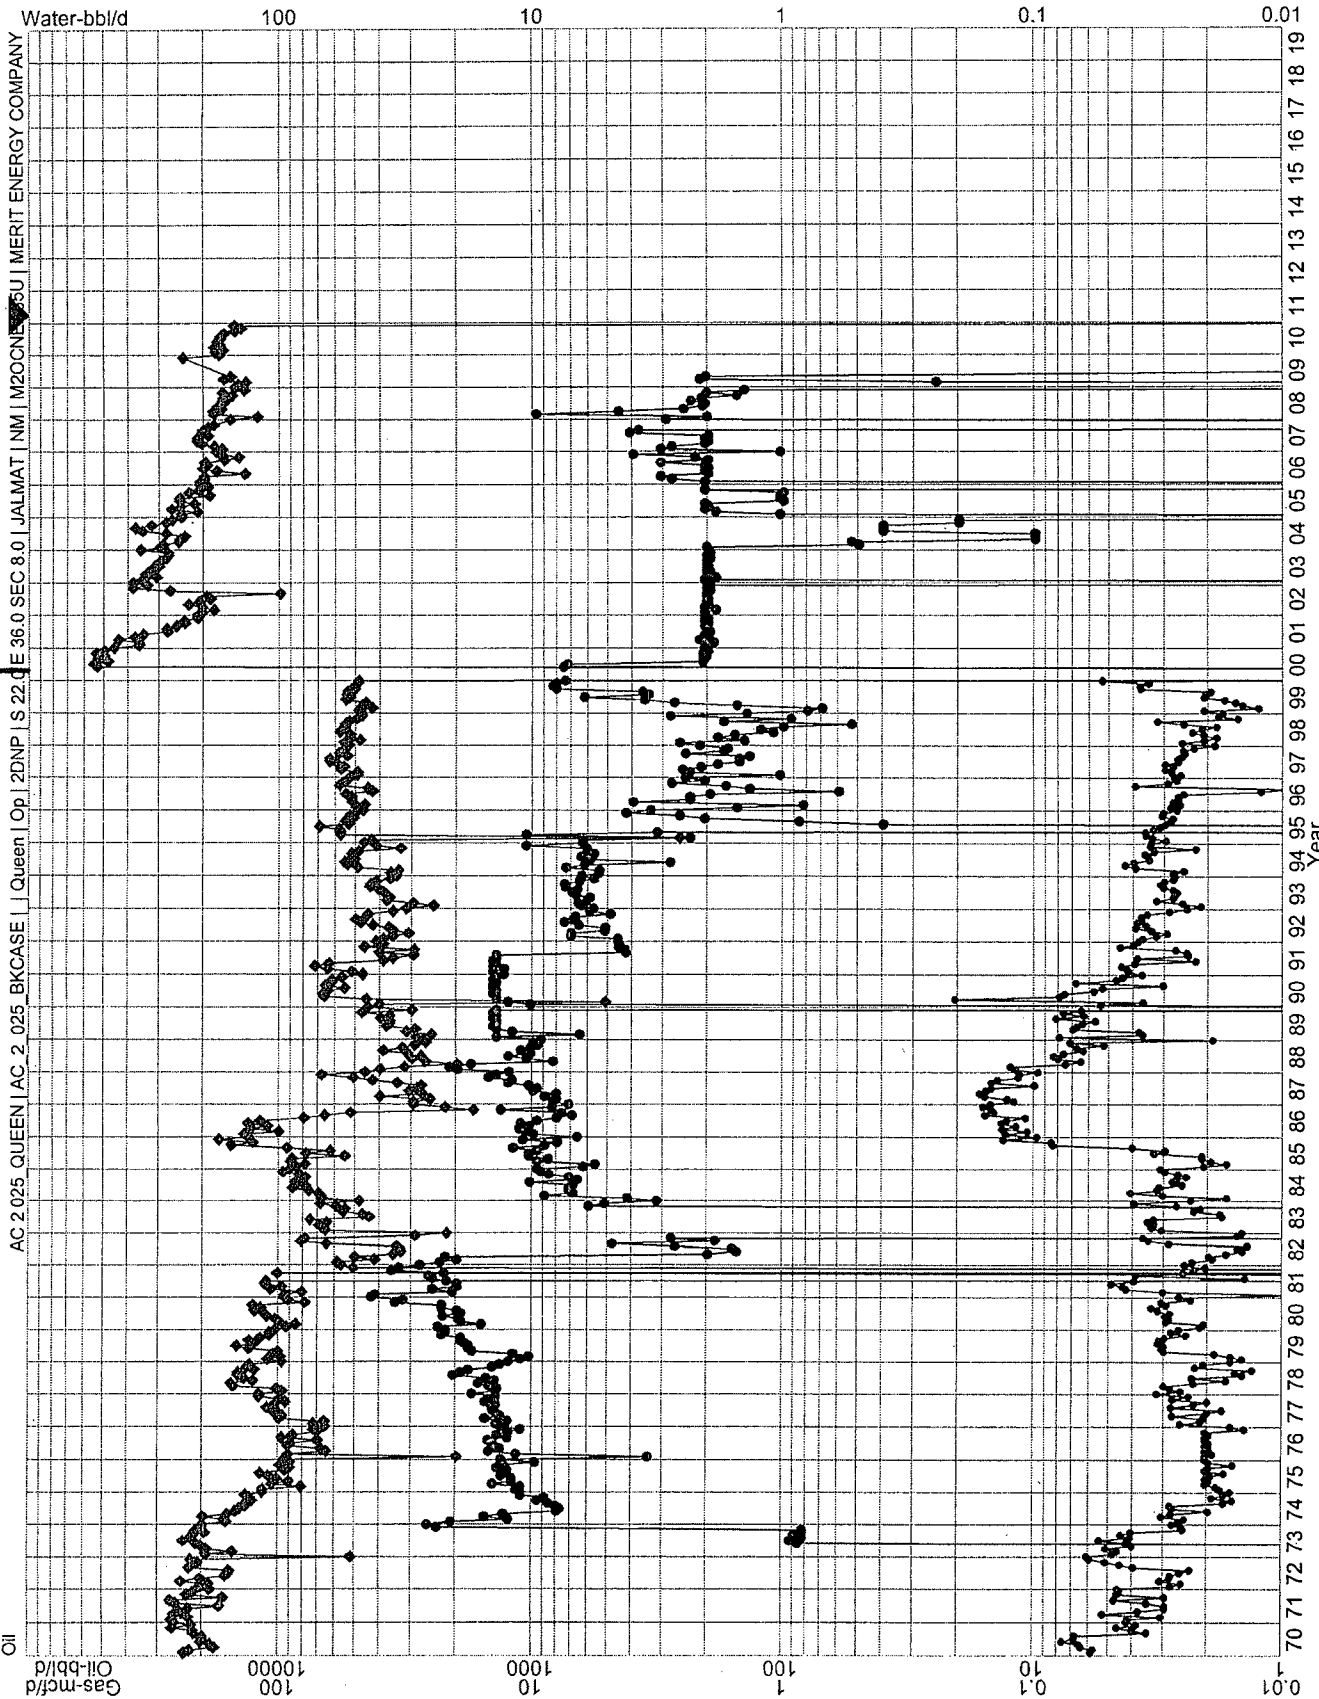 Water-bbl/d
100
10
1
0.1
0.01
AC 2 025 QUEEN | AC_2_025_BKCASE | | Queen | Op | 2DNP | S 22.0 E 36.0 SEC 8.0 | JALMAT | NM | M2OCNE | MERIT ENERGY COMPANY
Oil
70 71 72 73 74 75 76 77 78 79 80 81 82 83 84 85 86 87 88 89 90 91 92 93 94 95 96 97 98 99 00 01 02 03 04 05 06 07 08 09 10 11 12 13 14 15 16 17 18 19
Year
Gas-mcf/d
Oil-bbl/d
10000
100
1000
10
100
1
10
0.1
1
0.01